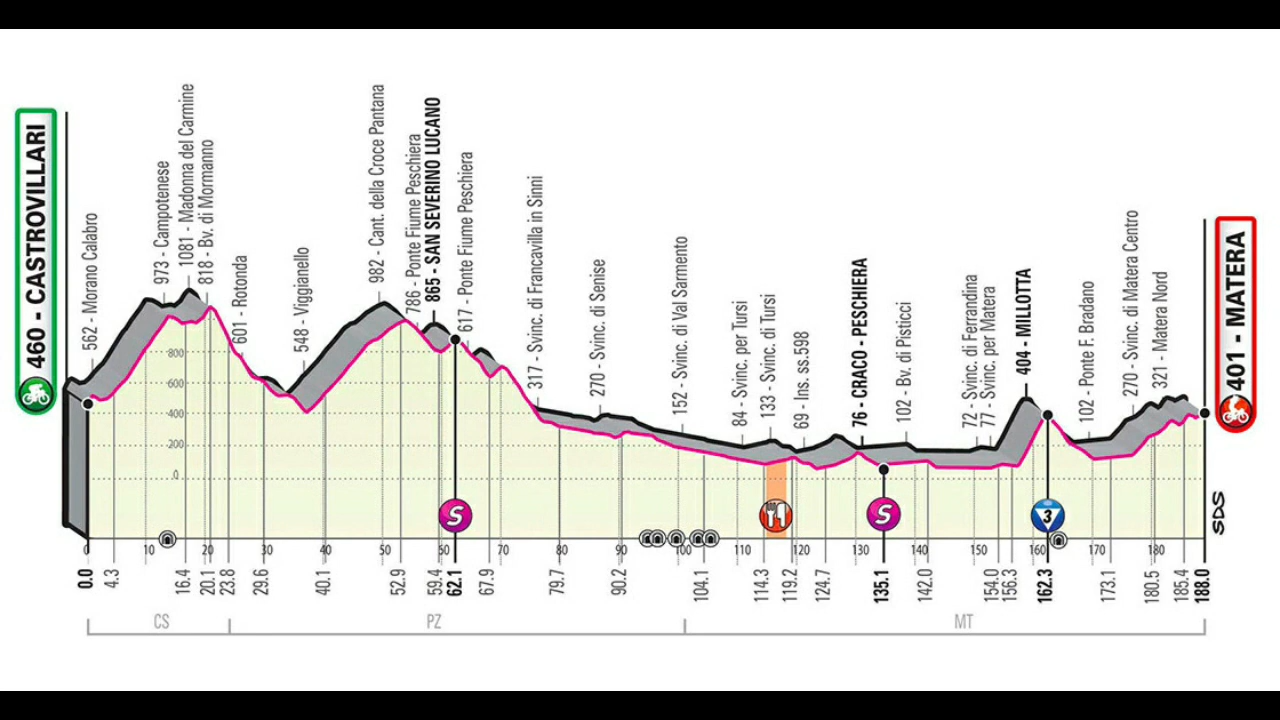 460 - CASTROVILLARI
562 - Morano Calabro
973 - Campotenese
1081 - Madonna del Carmine
818 - Bv. di Mormanno
601 - Rotonda
548 - Viggianello
982 - Cant. della Croce Pantana
786 - Ponte Fiume Peschiera
865 - SAN SEVERINO LUCANO
617 - Ponte Fiume Peschiera
317 - Svinc. di Francavilla in Sinni
270 - Svinc. di Senise
152 - Svinc. di Val Sarmento
84 - Svinc. per Tursi
133 - Svinc. di Tursi
69 - Ins. ss.598
76 - CRACO - PESCHIERA
102 - Bv. di Pisticci
72 - Svinc. di Ferrandina
77 - Svinc. per Matera
404 - MILLOTTA
102 - Ponte F. Bradano
270 - Svinc. di Matera Centro
321 - Matera Nord
401 - MATERA
800
600
400
200
0
S
S
3
SDS
0 10 20 30 40 50 60 70 80 90 100 110 120 130 140 150 160 170 180
0.0 4.3 16.4 20.1 23.8 29.6 40.1 52.9 59.5 62.1 67.9 79.7 90.2 104.1 114.3 119.2 124.7 135.1 142.0 154.0 156.3 162.3 173.1 180.5 185.4 188.0
CS PZ MT